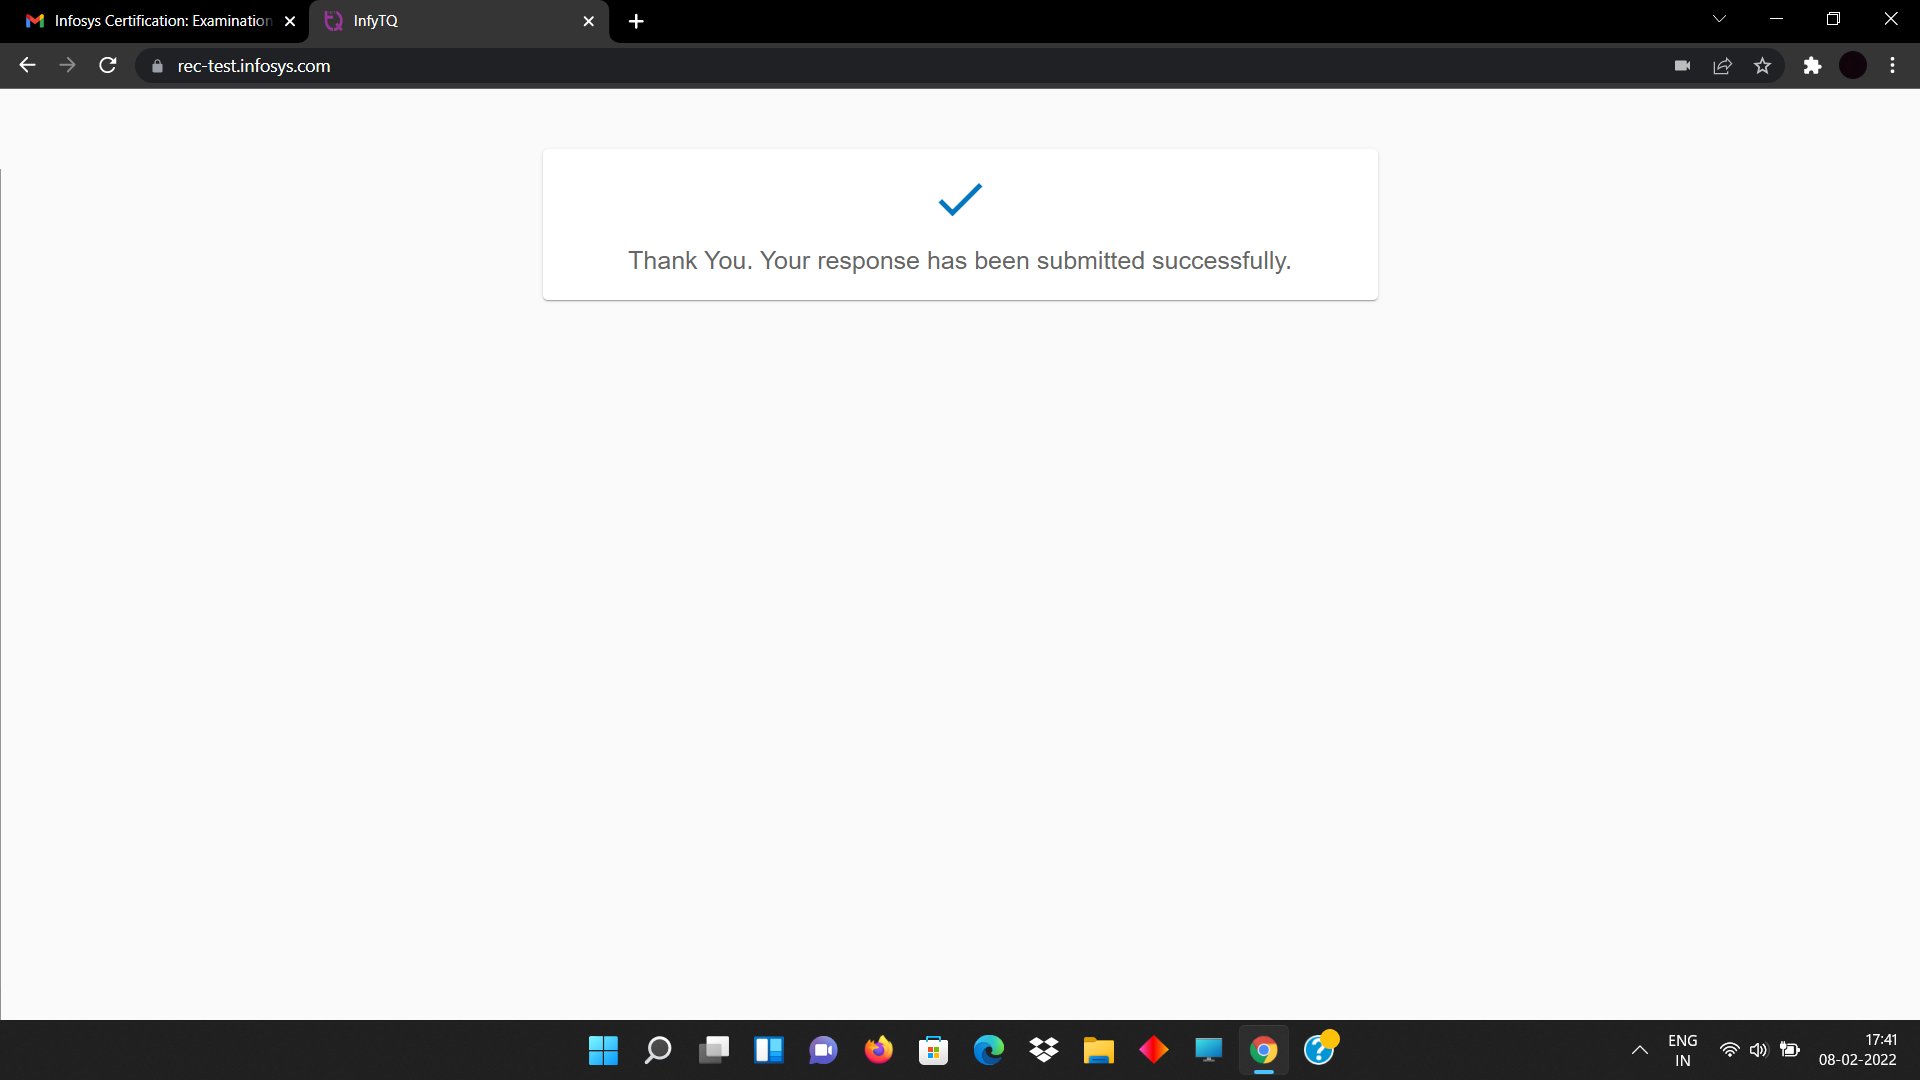 Infosys Certification: Examination
InfyTQ
rec-test.infosys.com
Thank You. Your response has been submitted successfully.
ENG
IN
17:41
08-02-2022